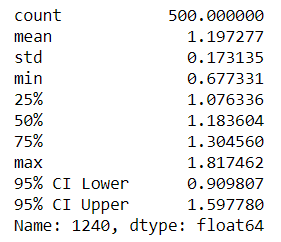 count 500.000000
mean 1.197277
std 0.173135
min 0.677331
25% 1.076336
50% 1.183604
75% 1.304560
max 1.817462
95% CI Lower 0.909807
95% CI Upper 1.597780
Name: 1240, dtype: float64